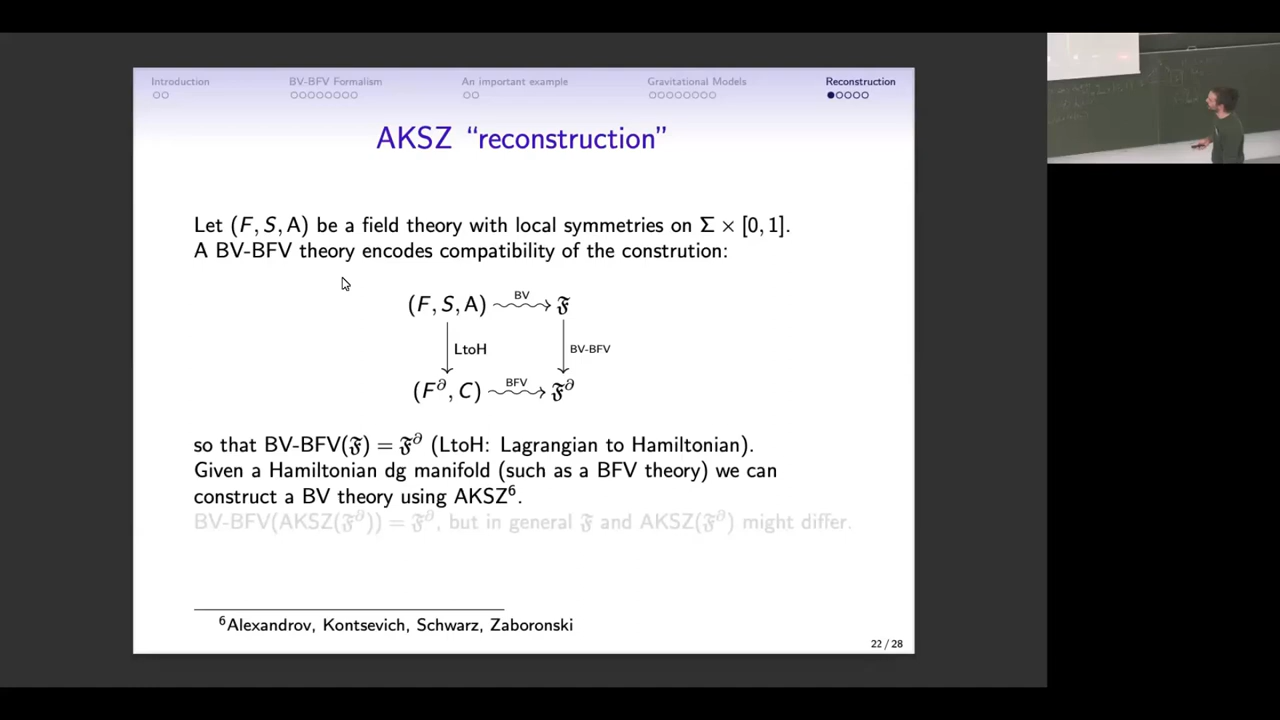 Introduction BV-BFV Formalism An important example Gravitational Models Reconstruction
AKSZ “reconstruction”
Let (F, S, A) be a field theory with local symmetries on Σ × [0, 1].
A BV-BFV theory encodes compatibility of the constrution:
(F, S, A) BV 𝔉
LtoH BV-BFV
(F^∂, C) BFV 𝔉^∂
so that BV-BFV(𝔉) = 𝔉^∂ (LtoH: Lagrangian to Hamiltonian).
Given a Hamiltonian dg manifold (such as a BFV theory) we can
construct a BV theory using AKSZ⁶.
BV-BFV(AKSZ(𝔉^∂)) = 𝔉^∂, but in general 𝔉 and AKSZ(𝔉^∂) might differ.
⁶Alexandrov, Kontsevich, Schwarz, Zaboronski
22 / 28